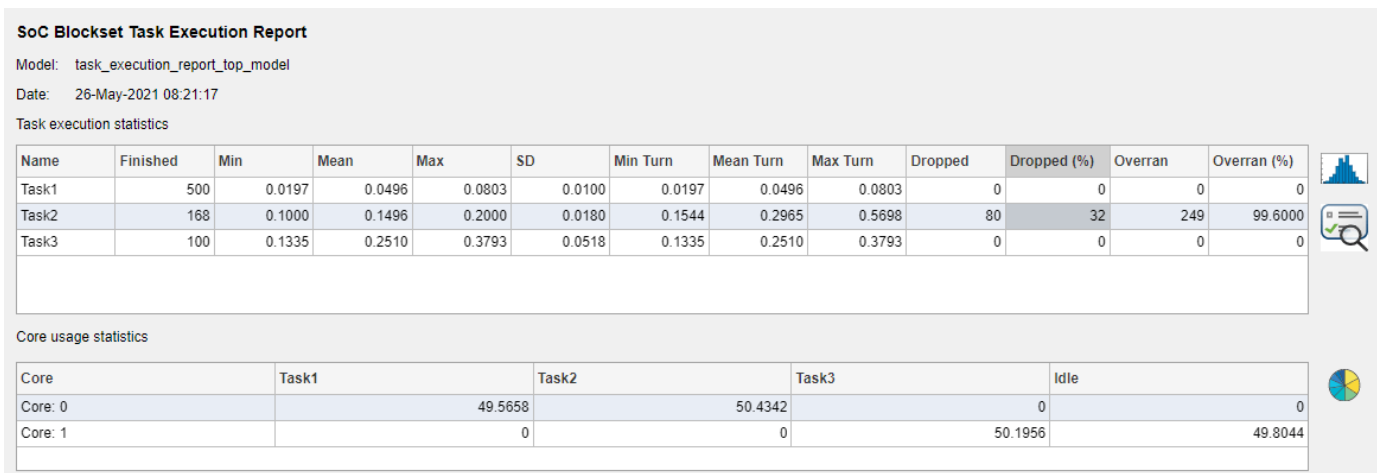 SoC Blockset Task Execution Report
Model: task_execution_report_top_model
Date: 26-May-2021 08:21:17
Task execution statistics
Name Finished Min Mean Max SD Min Turn Mean Turn Max Turn Dropped Dropped (%) Overran Overran (%)
Task1 500 0.0197 0.0496 0.0803 0.0100 0.0197 0.0496 0.0803 0 0 0 0
Task2 168 0.1000 0.1496 0.2000 0.0180 0.1544 0.2965 0.5698 80 32 249 99.6000
Task3 100 0.1335 0.2510 0.3793 0.0518 0.1335 0.2510 0.3793 0 0 0 0
Core usage statistics
Core Task1 Task2 Task3 Idle
Core: 0 49.5658 50.4342 0 0
Core: 1 0 0 50.1956 49.8044